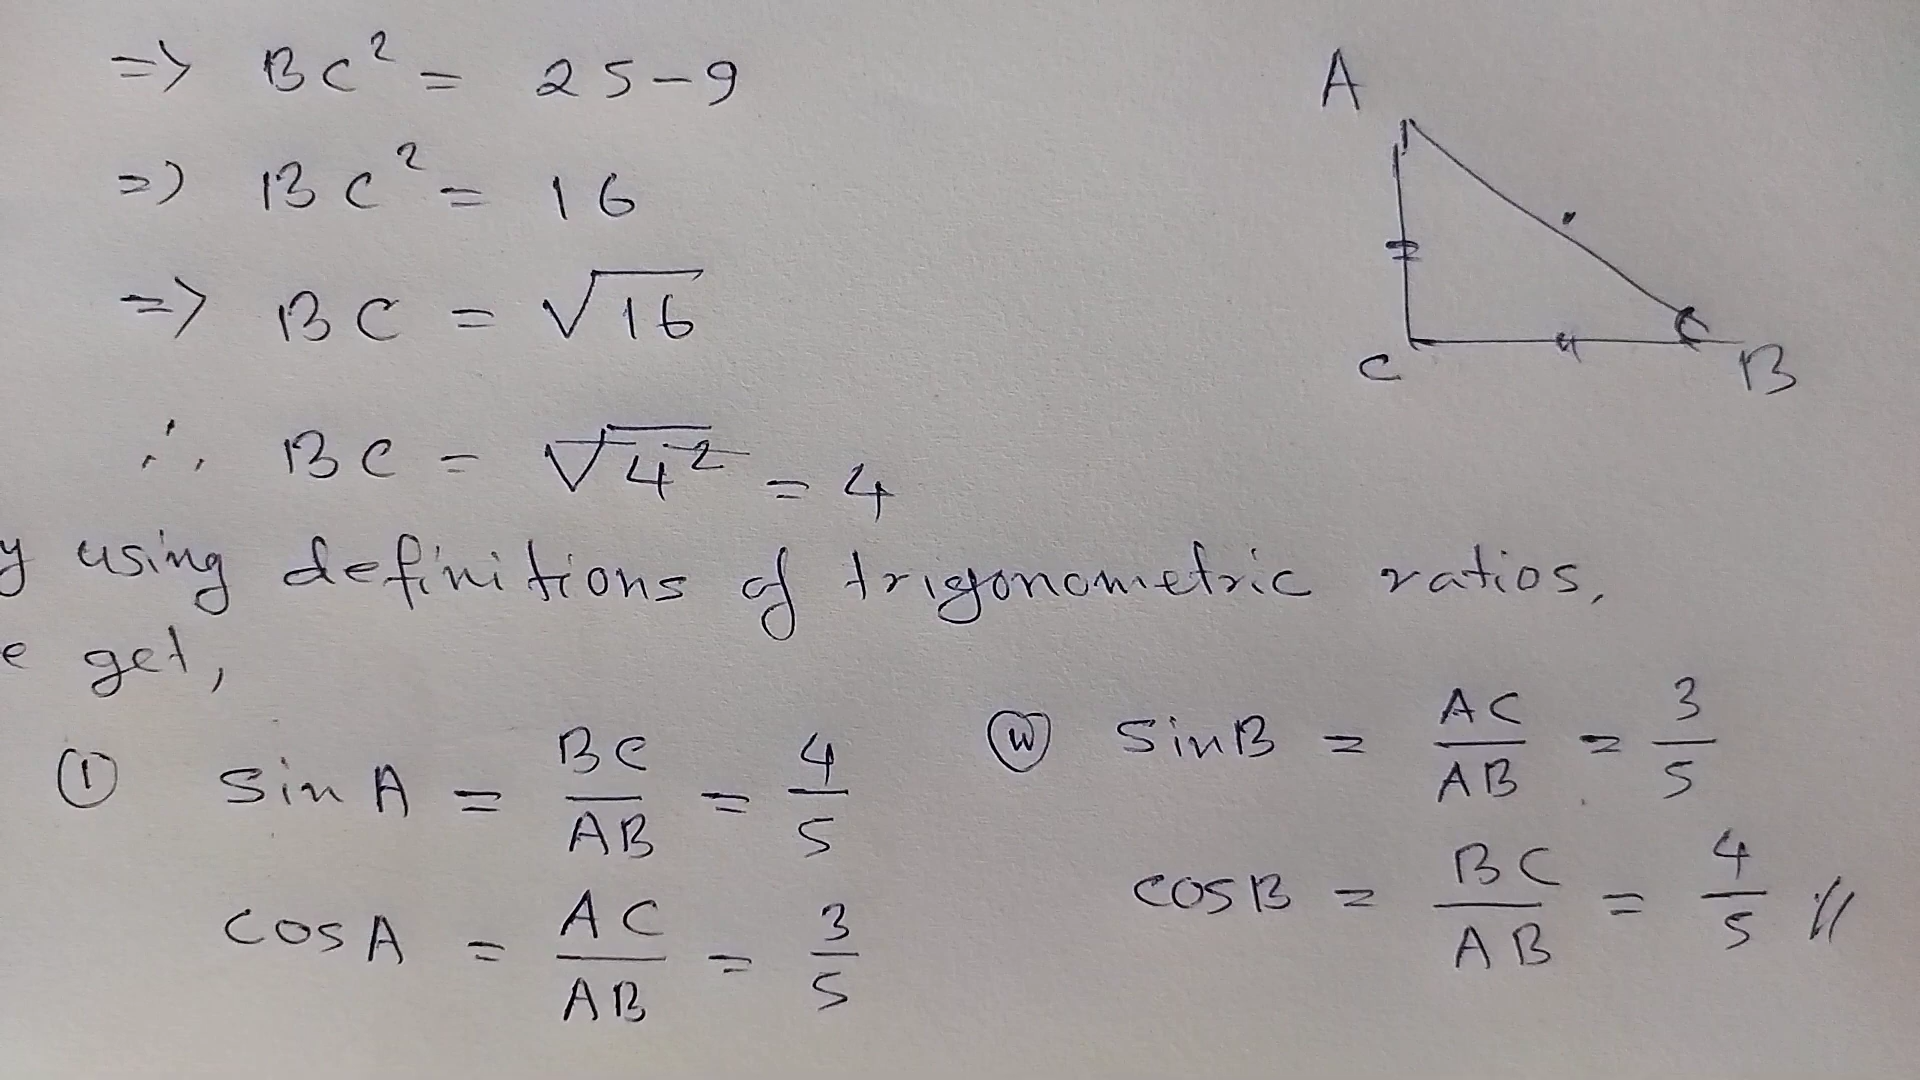 => BC² = 25-9
=> BC² = 16
=> BC = √16
∴ BC = √4² = 4
A
C
B
y using definitions of trigonometric ratios,
e get,
① sin A = BC/AB = 4/5
cos A = AC/AB = 3/5
sin B = AC/AB = 3/5
cos B = BC/AB = 4/5 //